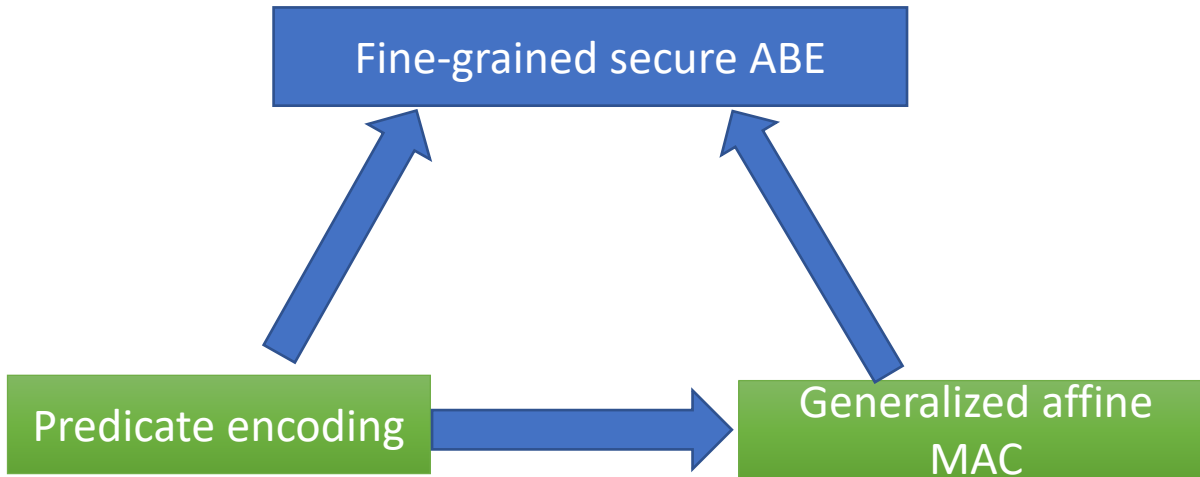 Fine-grained secure ABE
Predicate encoding
Generalized affine
MAC